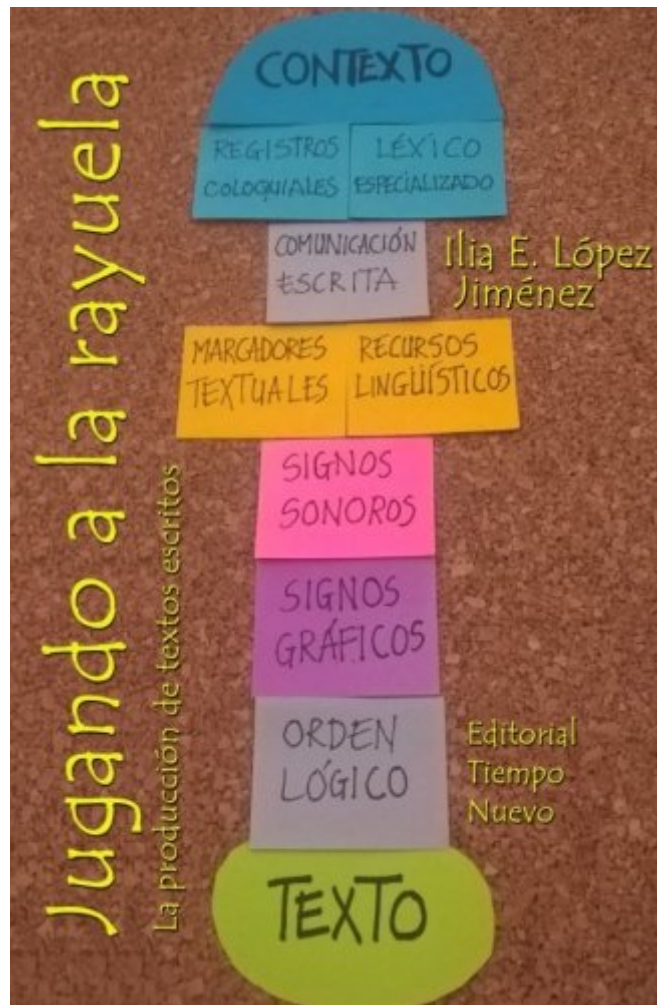 Jugando a la rayuela
La producción de textos escritos
CONTEXTO
REGISTROS
COLOQUIALES
LÉXICO
ESPECIALIZADO
COMUNICACIÓN
ESCRITA
Ilia E. López
Jiménez
MARCADORES
TEXTUALES
RECURSOS
LINGÜÍSTICOS
SIGNOS
SONOROS
SIGNOS
GRÁFICOS
ORDEN
LÓGICO
Editorial
Tiempo
Nuevo
TEXTO